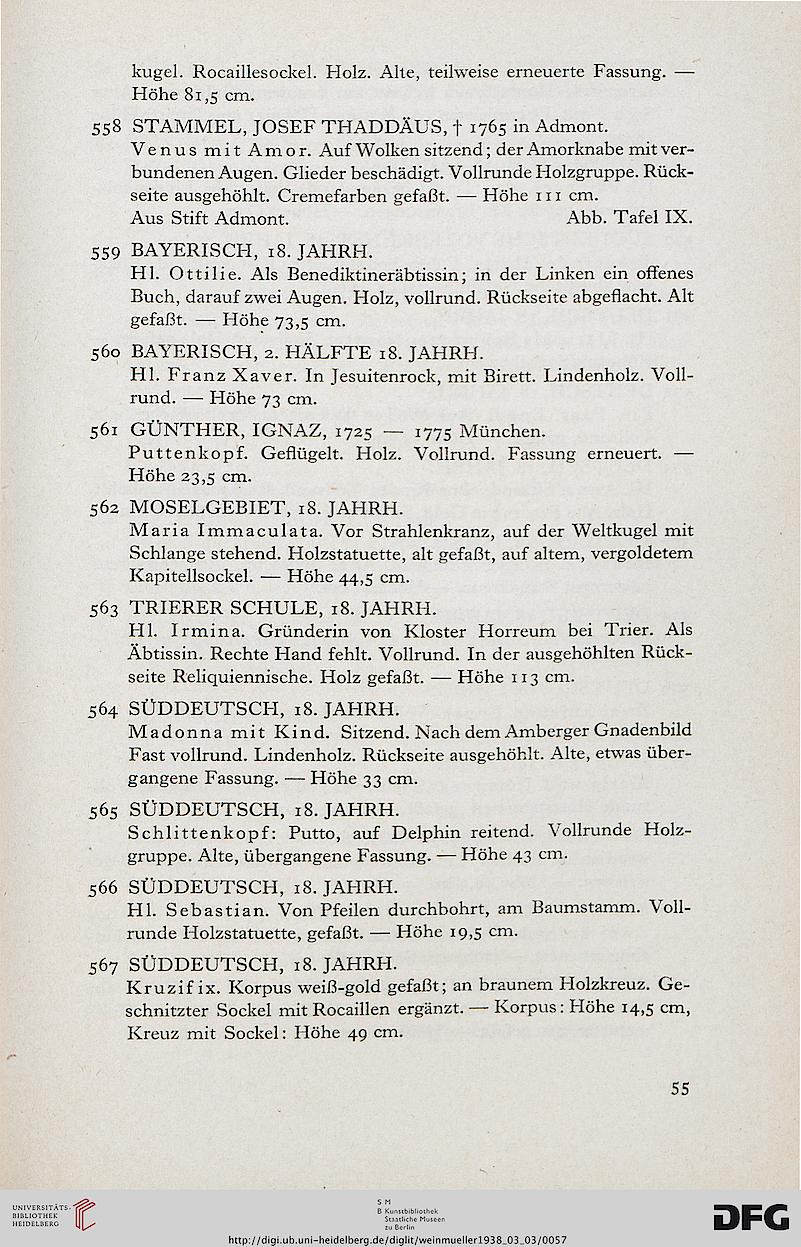 kugel. Rocaillesockel. Holz. Alte, teilweise erneuerte Fassung. —
Höhe 81,5 cm.
558 STAMMEL, JOSEF THADDÄUS, † 1765 in Admont.
Venus mit Amor. Auf Wolken sitzend; der Amorknabe mit ver-
bundenen Augen. Glieder beschädigt. Vollrunde Holzgruppe. Rück-
seite ausgehöhlt. Cremefarben gefaßt. — Höhe 111 cm.
Aus Stift Admont. Abb. Tafel IX.
559 BAYERISCH, 18. JAHRH.
Hl. Ottilie. Als Benediktineräbtissin; in der Linken ein offenes
Buch, darauf zwei Augen. Holz, vollrund. Rückseite abgeflacht. Alt
gefaßt. — Höhe 73,5 cm.
560 BAYERISCH, 2. HÄLFTE 18. JAHRH.
Hl. Franz Xaver. In Jesuitenrock, mit Birett. Lindenholz. Voll-
rund. — Höhe 73 cm.
561 GÜNTHER, IGNAZ, 1725 — 1775 München.
Puttenkopf. Geflügelt. Holz. Vollrund. Fassung erneuert. —
Höhe 23,5 cm.
562 MOSELGEBIET, 18. JAHRH.
Maria Immaculata. Vor Strahlenkranz, auf der Weltkugel mit
Schlange stehend. Holzstatuette, alt gefaßt, auf altem, vergoldetem
Kapitellsockel. — Höhe 44,5 cm.
563 TRIERER SCHULE, 18. JAHRH.
Hl. Irmina. Gründerin von Kloster Horreum bei Trier. Als
Äbtissin. Rechte Hand fehlt. Vollrund. In der ausgehöhlten Rück-
seite Reliquiennische. Holz gefaßt. — Höhe 113 cm.
564 SÜDDEUTSCH, 18. JAHRH.
Madonna mit Kind. Sitzend. Nach dem Amberger Gnadenbild
Fast vollrund. Lindenholz. Rückseite ausgehöhlt. Alte, etwas über-
gangene Fassung. — Höhe 33 cm.
565 SÜDDEUTSCH, 18. JAHRH.
Schlittenkopf: Putto, auf Delphin reitend. Vollrunde Holz-
gruppe. Alte, übergangene Fassung. — Höhe 43 cm.
566 SÜDDEUTSCH, 18. JAHRH.
Hl. Sebastian. Von Pfeilen durchbohrt, am Baumstamm. Voll-
runde Holzstatuette, gefaßt. — Höhe 19,5 cm.
567 SÜDDEUTSCH, 18. JAHRH.
Kruzifix. Korpus weiß-gold gefaßt; an braunem Holzkreuz. Ge-
schnitzter Sockel mit Rocaillen ergänzt. — Korpus: Höhe 14,5 cm,
Kreuz mit Sockel: Höhe 49 cm.
55
UNIVERSITÄTS-
BIBLIOTHEK
HEIDELBERG
S M
B Kunstbibliothek
Staatliche Museen
zu Berlin
DFG
http://digi.ub.uni-heidelberg.de/diglit/weinmueller1938_03_03/0057